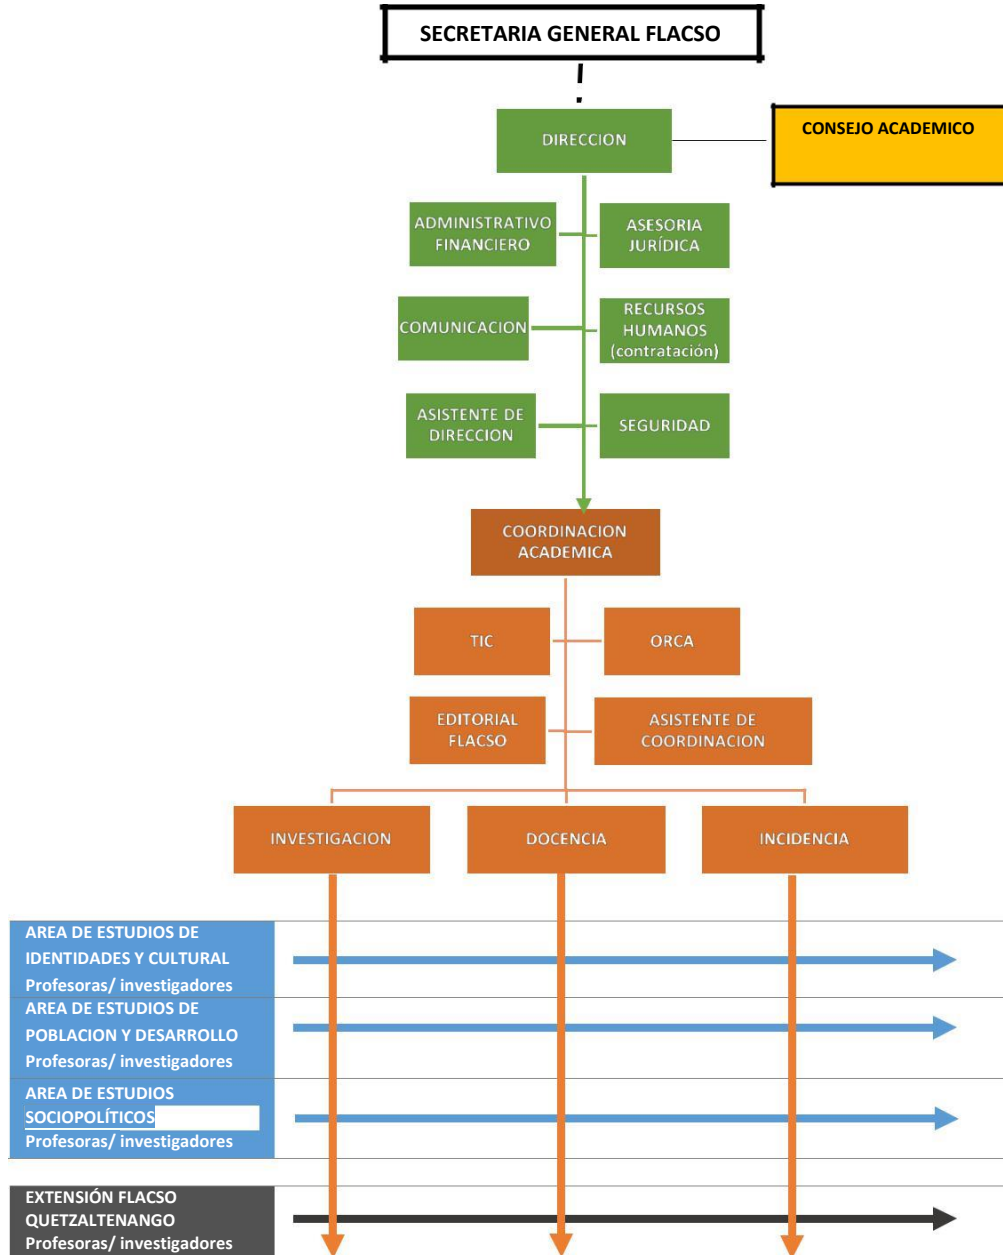 SECRETARIA GENERAL FLACSO
DIRECCION
CONSEJO ACADEMICO
ADMINISTRATIVO
FINANCIERO
ASESORIA
JURÍDICA
COMUNICACION
RECURSOS
HUMANOS
(contratación)
ASISTENTE DE
DIRECCION
SEGURIDAD
COORDINACION
ACADEMICA
TIC
ORCA
EDITORIAL
FLACSO
ASISTENTE DE
COORDINACION
INVESTIGACION
DOCENCIA
INCIDENCIA
AREA DE ESTUDIOS DE
IDENTIDADES Y CULTURAL
Profesoras/ investigadores
AREA DE ESTUDIOS DE
POBLACION Y DESARROLLO
Profesoras/ investigadores
AREA DE ESTUDIOS
SOCIOPOLÍTICOS
Profesoras/ investigadores
EXTENSIÓN FLACSO
QUETZALTENANGO
Profesoras/ investigadores